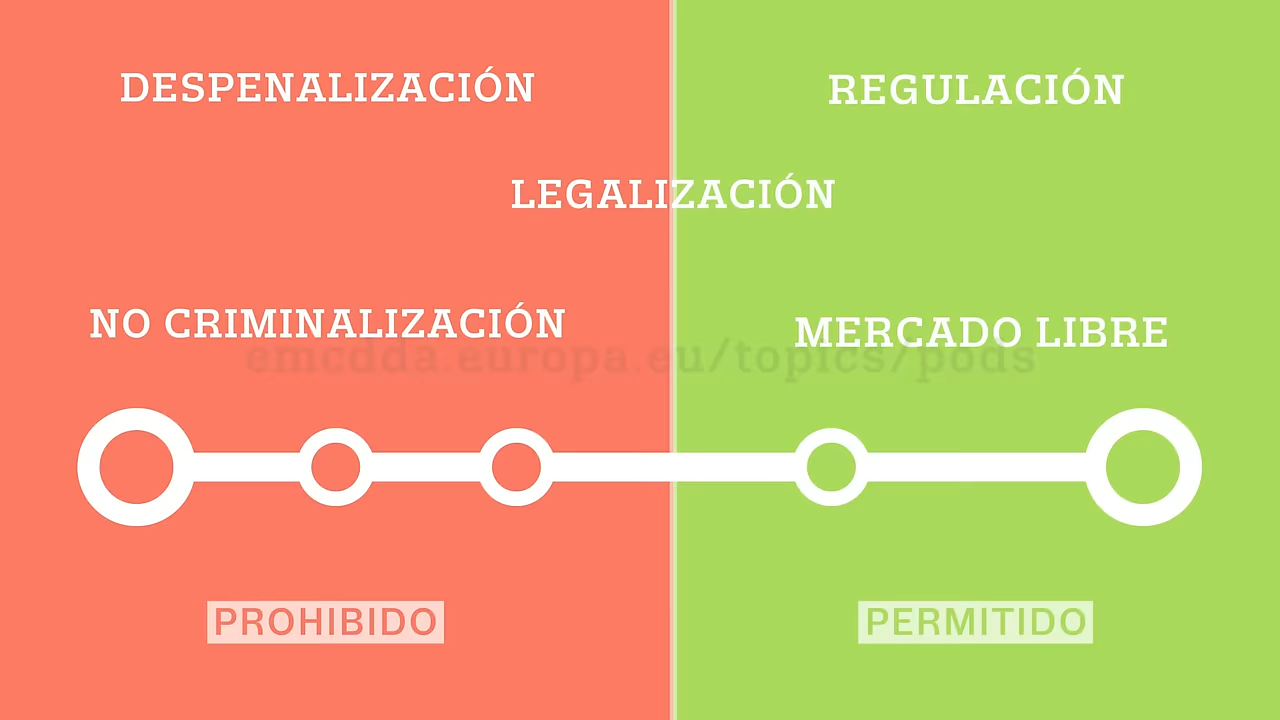 DESPENALIZACIÓN
REGULACIÓN
LEGALIZACIÓN
NO CRIMINALIZACIÓN
MERCADO LIBRE
emcdda.europa.eu/topics/pods
PROHIBIDO
PERMITIDO